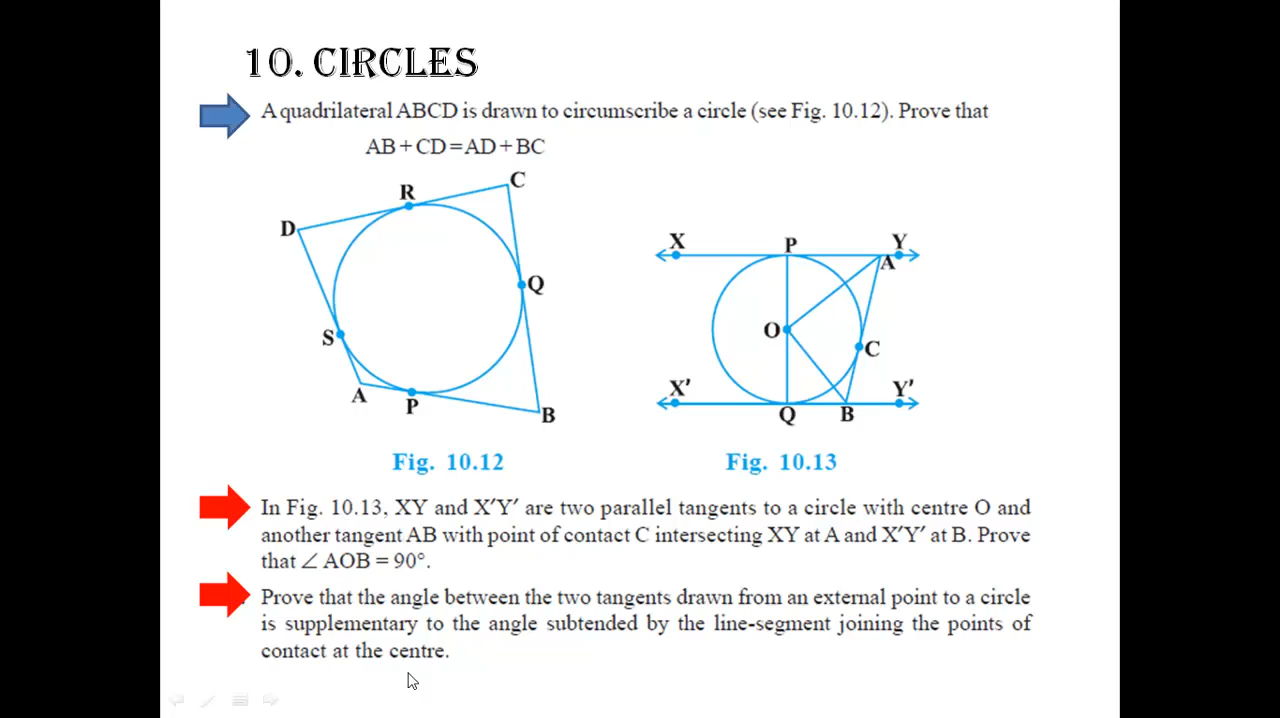 10. CIRCLES
A quadrilateral ABCD is drawn to circumscribe a circle (see Fig. 10.12). Prove that
AB + CD = AD + BC
R
C
D
Q
S
A
P
B
X
P
Y
A
O
C
X′
Y′
Q
B
Fig. 10.12
Fig. 10.13
In Fig. 10.13, XY and X′Y′ are two parallel tangents to a circle with centre O and
another tangent AB with point of contact C intersecting XY at A and X′Y′ at B. Prove
that ∠ AOB = 90°.
Prove that the angle between the two tangents drawn from an external point to a circle
is supplementary to the angle subtended by the line-segment joining the points of
contact at the centre.